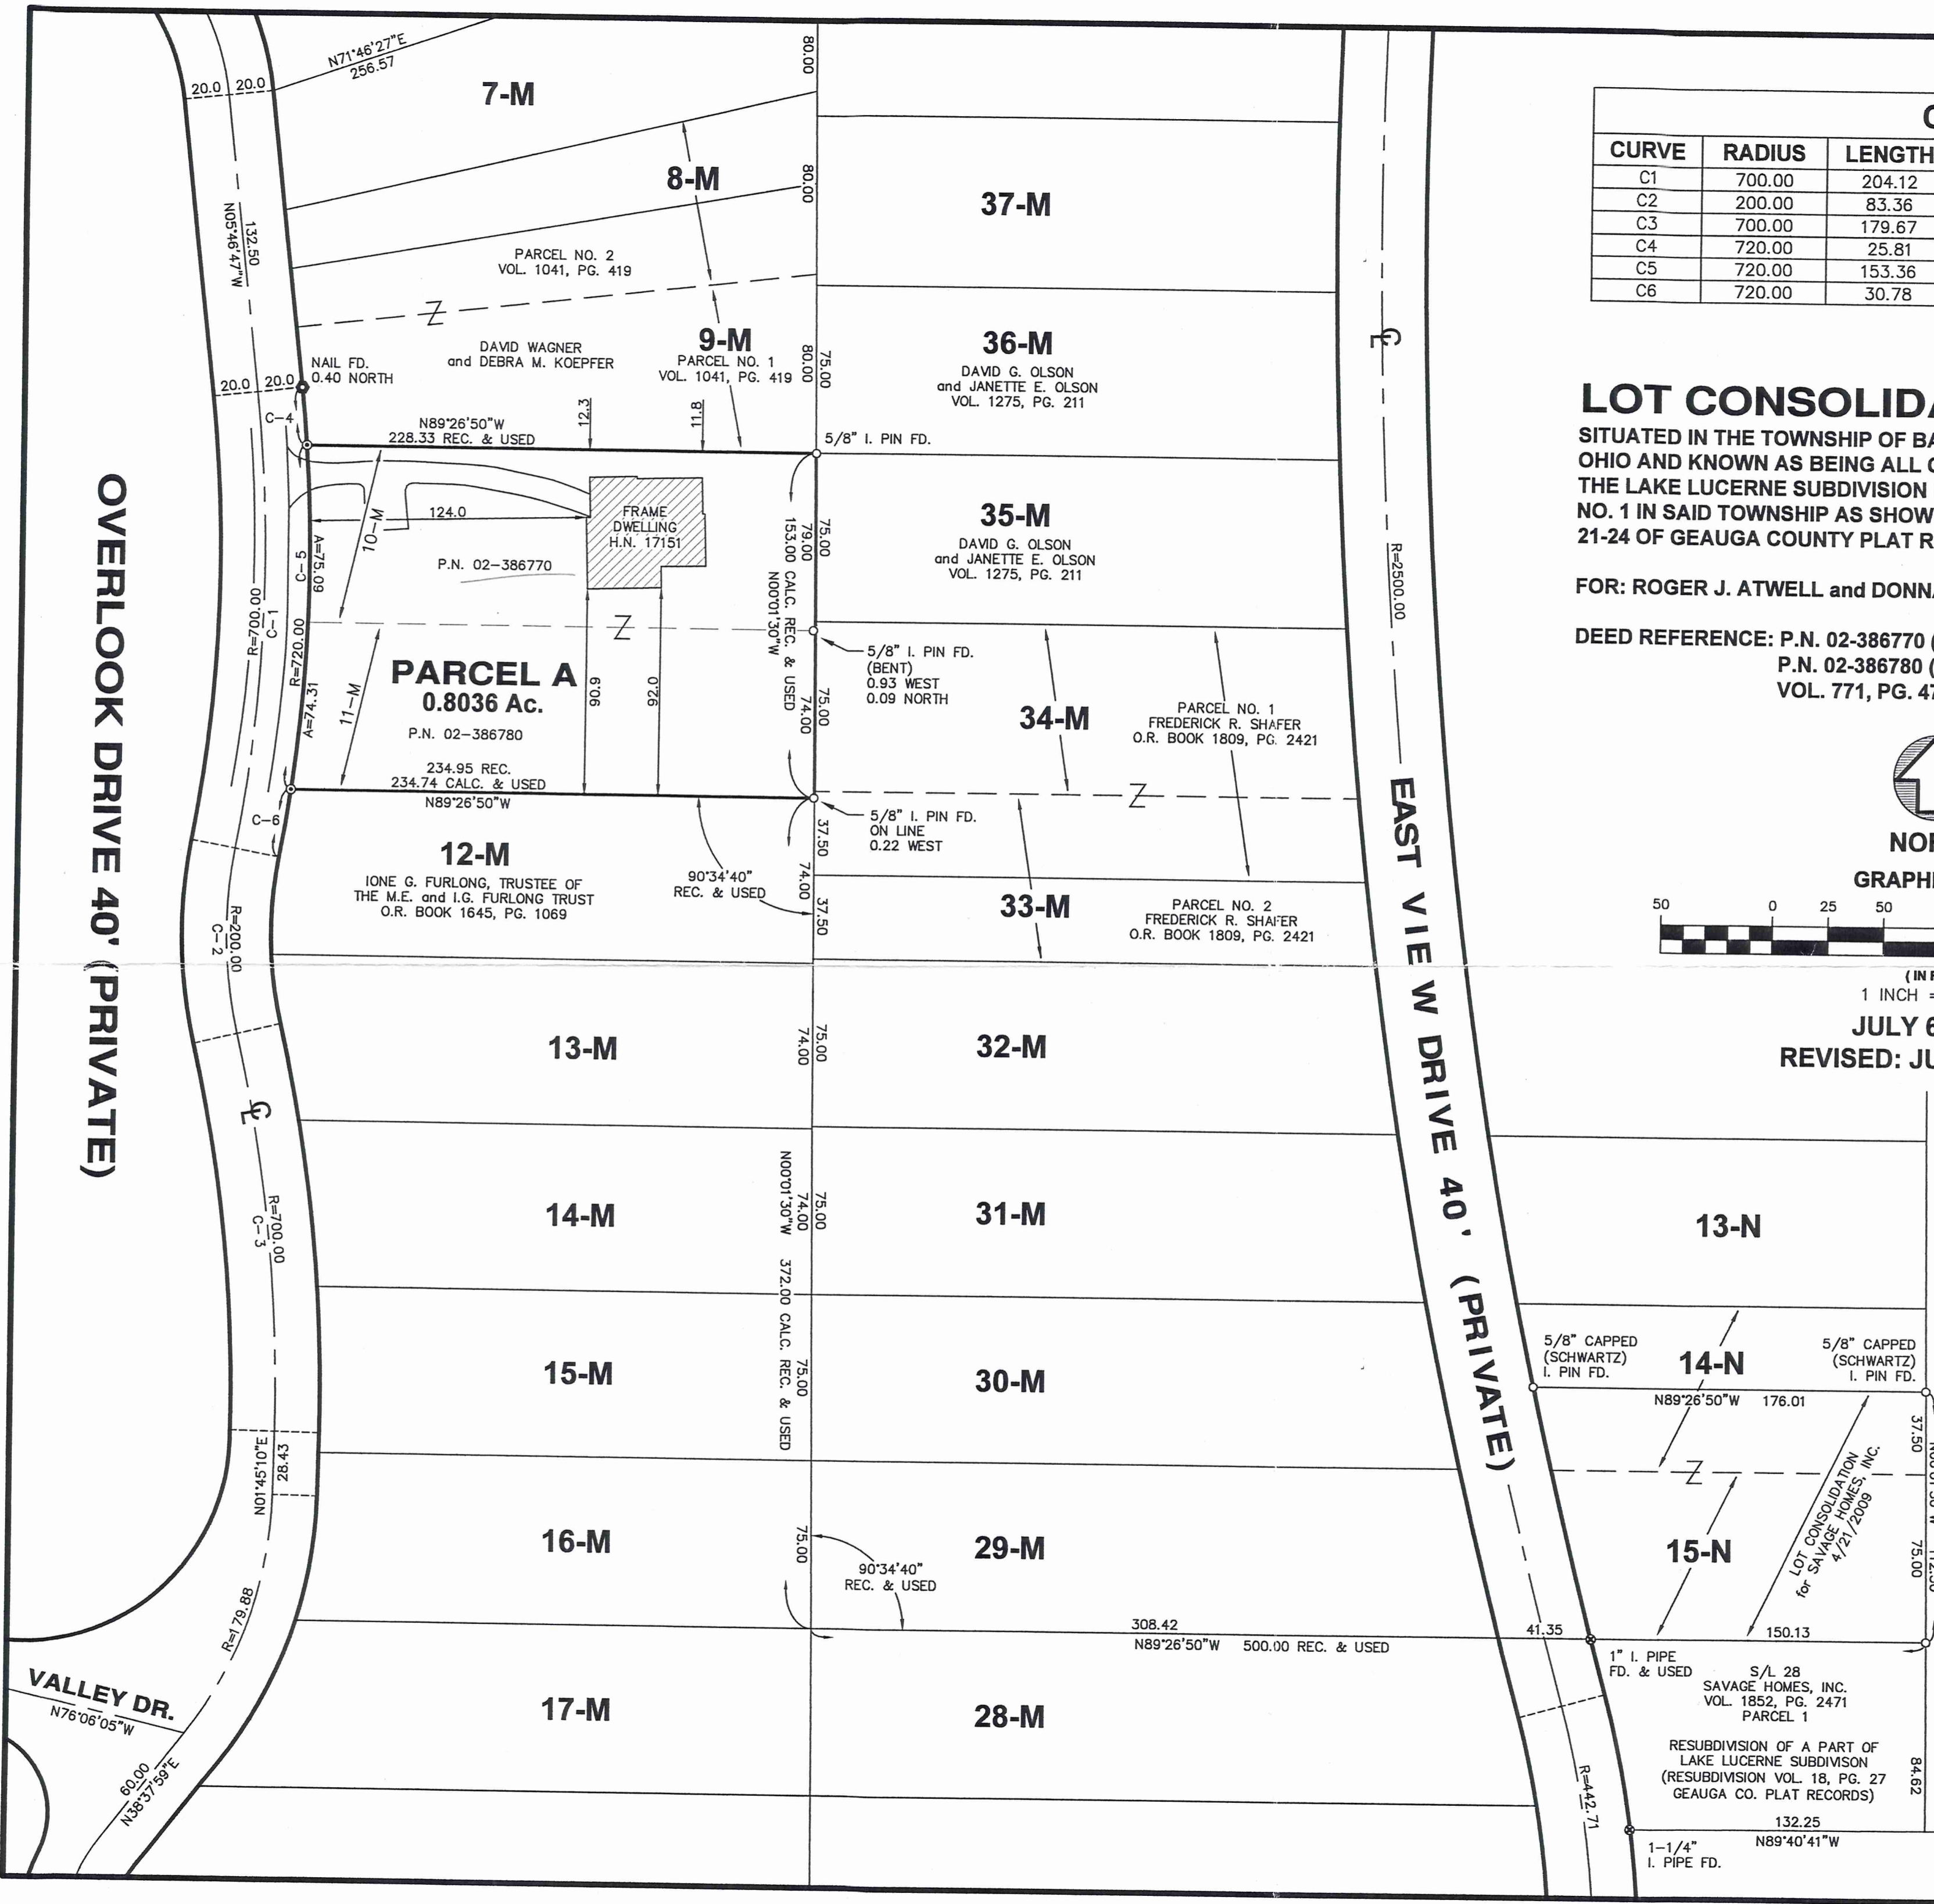 N71°46'27"E
256.57
20.0 20.0
7-M
80.00
8-M
80.00
37-M
132.50
N05°46'47"W
PARCEL NO. 2
VOL. 1041, PG. 419
Z
DAVID WAGNER
and DEBRA M. KOEPFER
9-M
PARCEL NO. 1
VOL. 1041, PG. 419
80.00
75.00
36-M
DAVID G. OLSON
and JANETTE E. OLSON
VOL. 1275, PG. 211
NAIL FD.
0.40 NORTH
20.0 20.0
C-4
N89°26'50"W
228.33 REC. & USED
12.3
11.8
5/8" I. PIN FD.
OVERLOOK DRIVE 40' (PRIVATE)
R=700.00
C-1
C-5
A=75.09
R=720.00
A=74.31
10-M
124.0
FRAME
DWELLING
H.N. 17151
P.N. 02-386770
75.00
79.00
153.00 CALC. REC. & USED
N00°01'30"W
35-M
DAVID G. OLSON
and JANETTE E. OLSON
VOL. 1275, PG. 211
Z
5/8" I. PIN FD.
(BENT)
0.93 WEST
0.09 NORTH
PARCEL A
0.8036 Ac.
11-M
P.N. 02-386780
90.9
92.0
75.00
74.00
34-M
PARCEL NO. 1
FREDERICK R. SHAFER
O.R. BOOK 1809, PG. 2421
234.95 REC.
234.74 CALC. & USED
N89°26'50"W
C-6
Z
5/8" I. PIN FD.
ON LINE
0.22 WEST
37.50
74.00
37.50
12-M
IONE G. FURLONG, TRUSTEE OF
THE M.E. and I.G. FURLONG TRUST
O.R. BOOK 1645, PG. 1069
90°34'40"
REC. & USED
33-M
PARCEL NO. 2
FREDERICK R. SHAFER
O.R. BOOK 1809, PG. 2421
R=200.00
C-2
13-M
75.00
74.00
32-M
CL
14-M
N00°01'30"W 372.00 CALC. REC. & USED
75.00
74.00
31-M
R=700.00
C-3
15-M
75.00
30-M
N01°45'10"E
28.43
16-M
75.00
90°34'40"
REC. & USED
29-M
R=179.88
308.42
N89°26'50"W 500.00 REC. & USED
41.35
VALLEY DR.
N76°06'05"W
60.00
N38°37'59"E
17-M
28-M
CL
R=2500.00
EAST VIEW DRIVE 40' (PRIVATE)
R=442.71
CURVE RADIUS LENGTH
C1 700.00 204.12
C2 200.00 83.36
C3 700.00 179.67
C4 720.00 25.81
C5 720.00 153.36
C6 720.00 30.78
LOT CONSOLIDA
SITUATED IN THE TOWNSHIP OF BA
OHIO AND KNOWN AS BEING ALL O
THE LAKE LUCERNE SUBDIVISION
NO. 1 IN SAID TOWNSHIP AS SHOW
21-24 OF GEAUGA COUNTY PLAT R
FOR: ROGER J. ATWELL and DONNA
DEED REFERENCE: P.N. 02-386770 (
P.N. 02-386780 (
VOL. 771, PG. 47
NOR
GRAPHI
50 0 25 50
(IN F
1 INCH =
JULY 6
REVISED: JU
13-N
5/8" CAPPED
(SCHWARTZ)
I. PIN FD.
14-N
5/8" CAPPED
(SCHWARTZ)
I. PIN FD.
N89°26'50"W 176.01
37.50
Z
LOT CONSOLIDATION
for SAVAGE HOMES, INC.
4/21/2009
15-N
75.00
150.13
1" I. PIPE
FD. & USED
S/L 28
SAVAGE HOMES, INC.
VOL. 1852, PG. 2471
PARCEL 1
RESUBDIVISION OF A PART OF
LAKE LUCERNE SUBDIVISON
(RESUBDIVISION VOL. 18, PG. 27
GEAUGA CO. PLAT RECORDS)
84.62
132.25
N89°40'41"W
1-1/4"
I. PIPE FD.